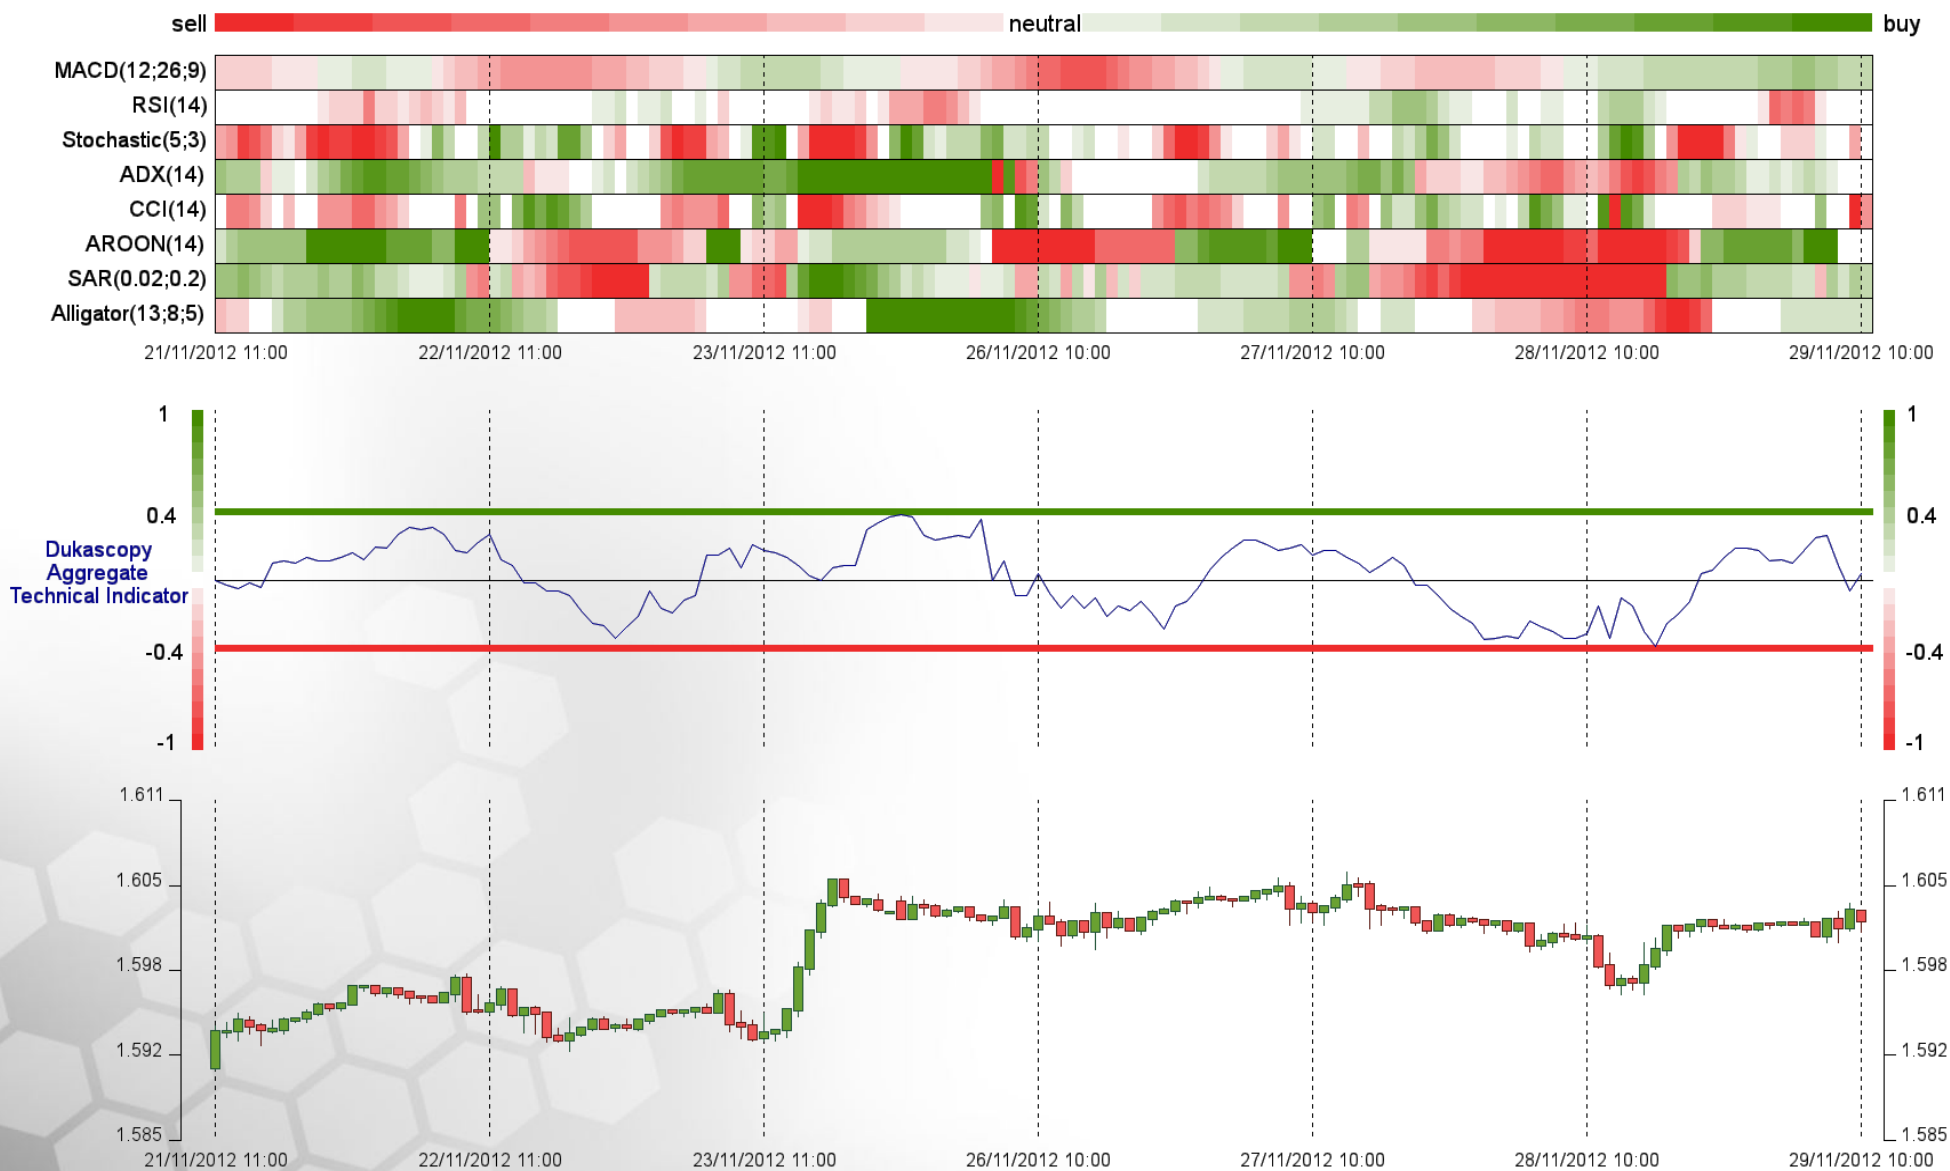 sell neutral buy
MACD(12;26;9)
RSI(14)
Stochastic(5;3)
ADX(14)
CCI(14)
AROON(14)
SAR(0.02;0.2)
Alligator(13;8;5)
21/11/2012 11:00 22/11/2012 11:00 23/11/2012 11:00 26/11/2012 10:00 27/11/2012 10:00 28/11/2012 10:00 29/11/2012 10:00
1 1
0.4 0.4
Dukascopy
Aggregate
Technical Indicator
-0.4 -0.4
-1 -1
1.611 1.611
1.605 1.605
1.598 1.598
1.592 1.592
1.585 1.585
21/11/2012 11:00 22/11/2012 11:00 23/11/2012 11:00 26/11/2012 10:00 27/11/2012 10:00 28/11/2012 10:00 29/11/2012 10:00